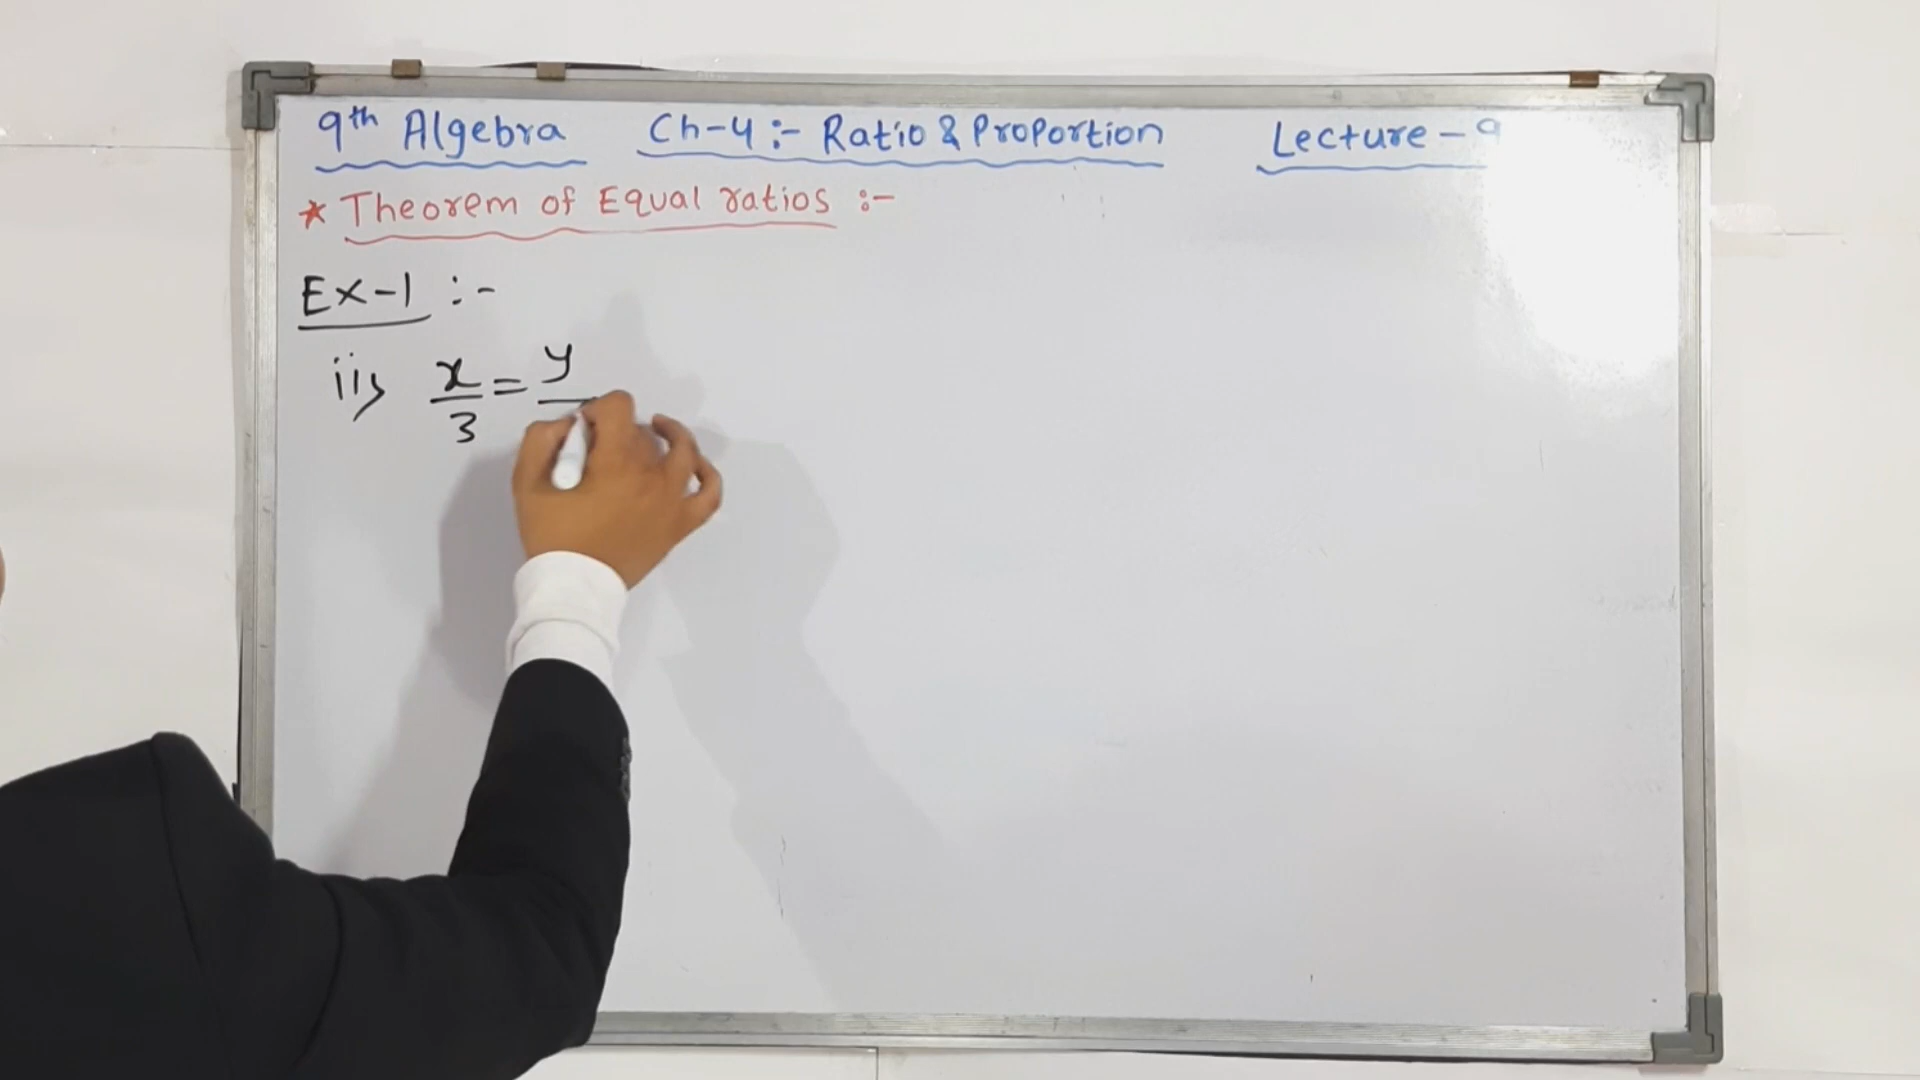 9th Algebra Ch-4 :- Ratio & Proportion Lecture - 9
* Theorem of Equal ratios :-
Ex-1 :-
ii) x/3 = y/